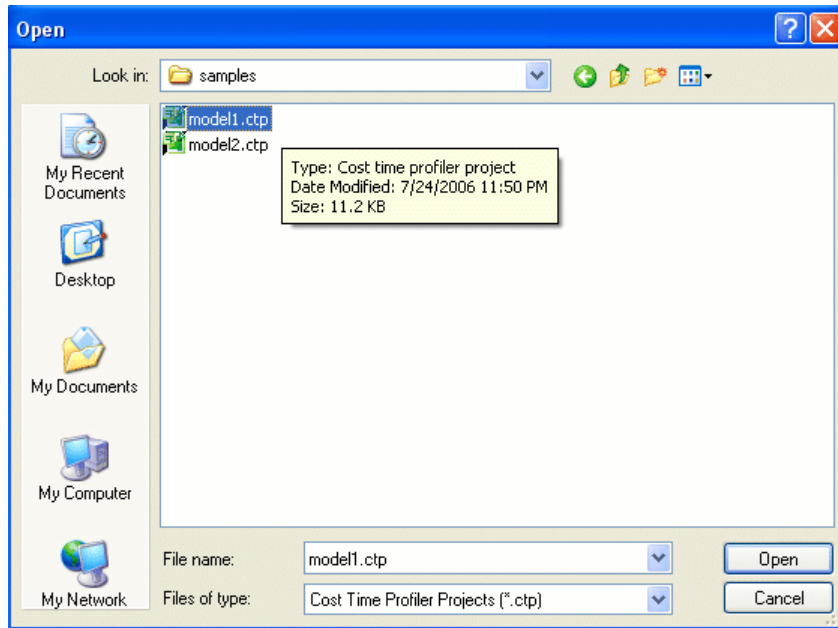 Open
Look in: samples
model1.ctp
model2.ctp
Type: Cost time profiler project
Date Modified: 7/24/2006 11:50 PM
Size: 11.2 KB
My Recent
Documents
Desktop
My Documents
My Computer
My Network
File name: model1.ctp Open
Files of type: Cost Time Profiler Projects (*.ctp) Cancel